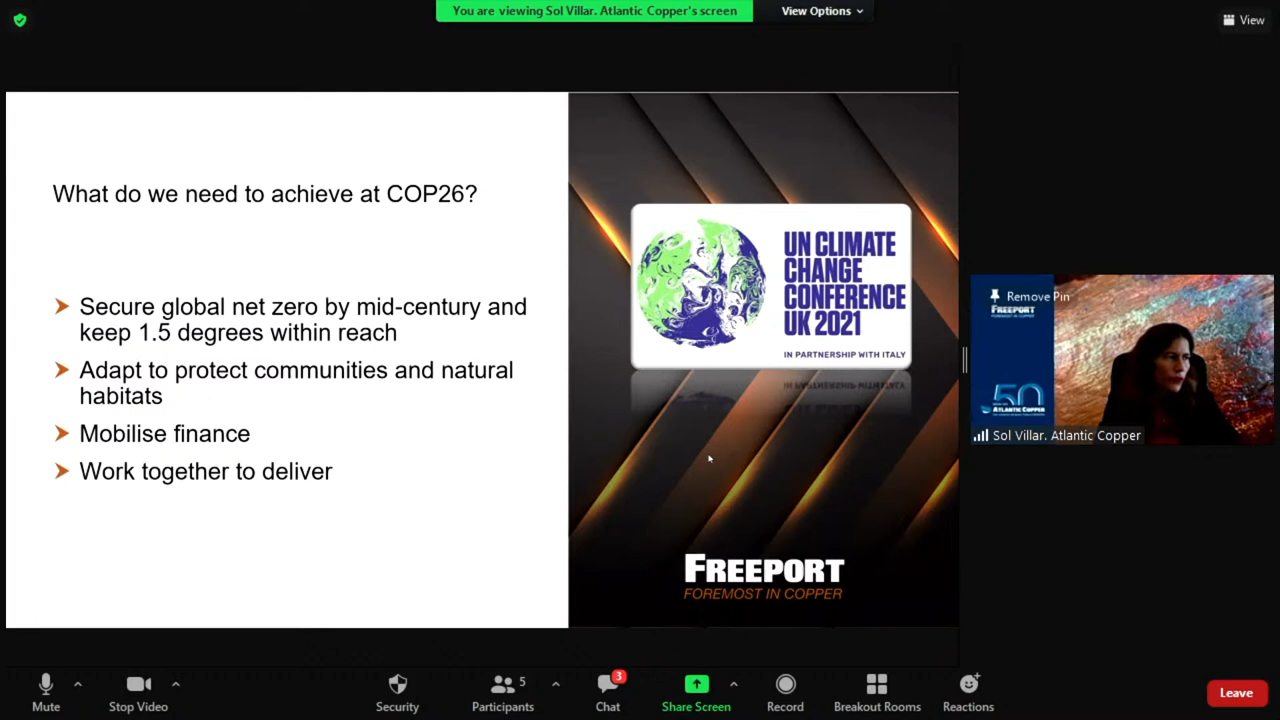 You are viewing Sol Villar. Atlantic Copper's screen
View Options
View
What do we need to achieve at COP26?
Secure global net zero by mid-century and
keep 1.5 degrees within reach
Adapt to protect communities and natural
habitats
Mobilise finance
Work together to deliver
UN CLIMATE
CHANGE
CONFERENCE
UK 2021
IN PARTNERSHIP WITH ITALY
FREEPORT
FOREMOST IN COPPER
Remove Pin
FREEPORT
FOREMOST IN COPPER
50
ATLANTIC COPPER
Sol Villar. Atlantic Copper
Mute
Stop Video
Security
5
Participants
3
Chat
Share Screen
Record
Breakout Rooms
Reactions
Leave